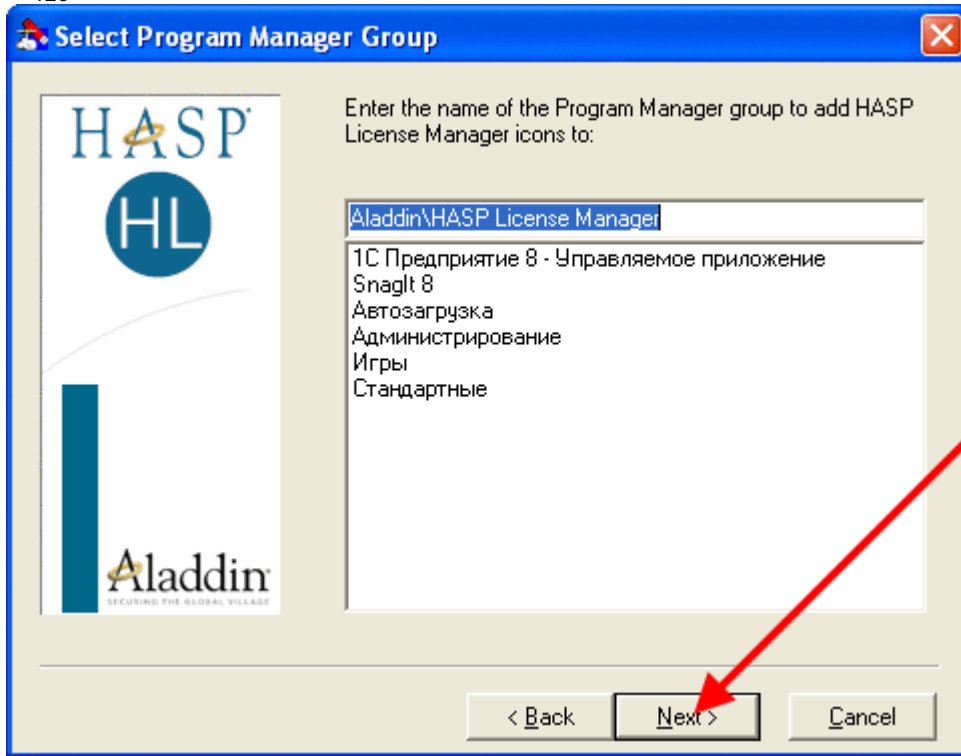 Select Program Manager Group
HASP
HL
Aladdin
SECURING THE GLOBAL VILLAGE
Enter the name of the Program Manager group to add HASP
License Manager icons to:
Aladdin\HASP License Manager
1С Предприятие 8 - Управляемое приложение
SnagIt 8
Автозагрузка
Администрирование
Игры
Стандартные
< Back
Next >
Cancel